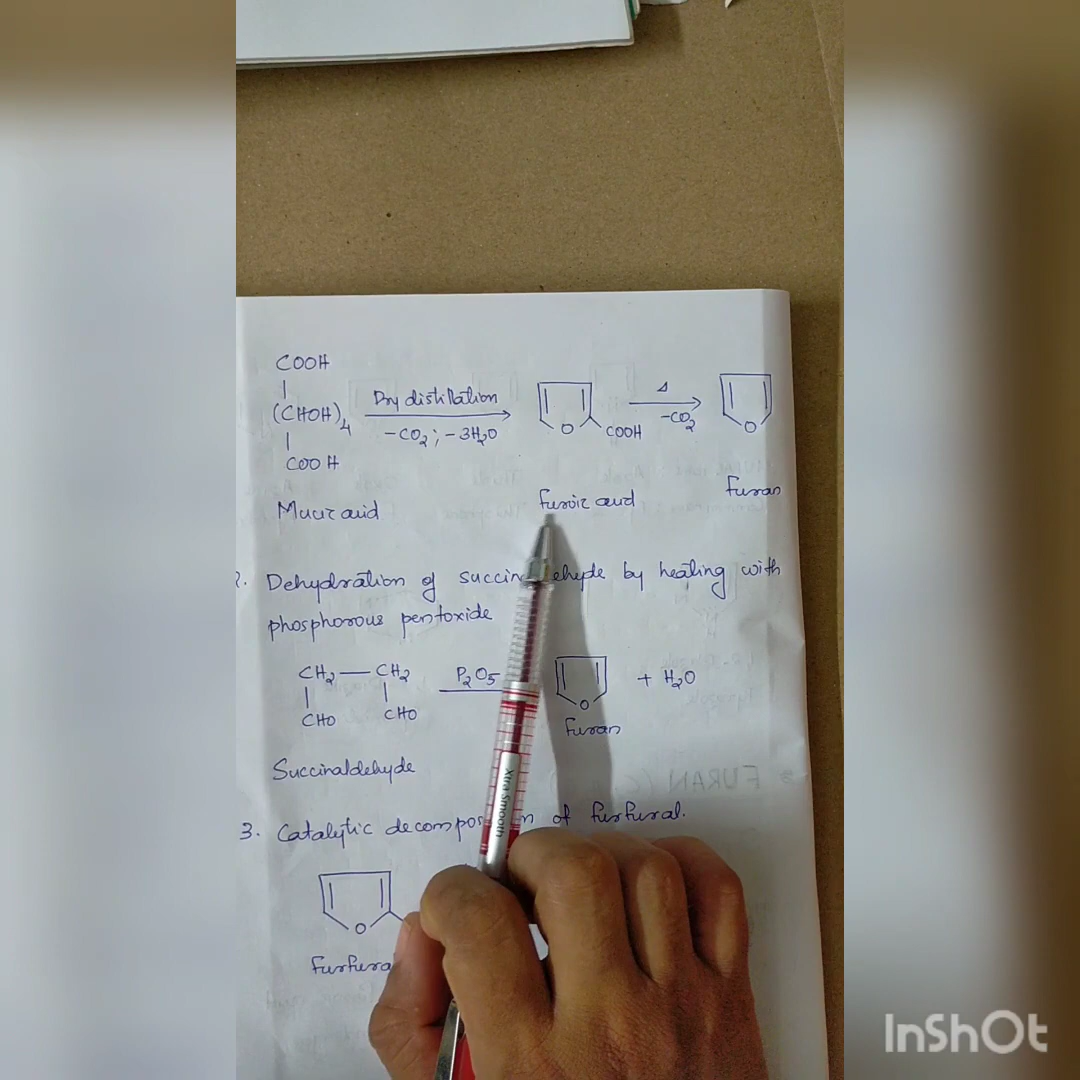 COOH
(CHOH)4
COOH
Dry distillation
-CO2; -3H2O
O
COOH
Δ
-CO2
O
Mucic acid
furoic acid
furan
2. Dehydration of succin ehyde by heating with
phosphorous pentoxide
CH2 — CH2
CHO
CHO
P2O5
O
+ H2O
furan
Succinaldehyde
FURAN
3. Catalytic decompos n of furfural.
O
furfura
Xtra smooth
InShOt